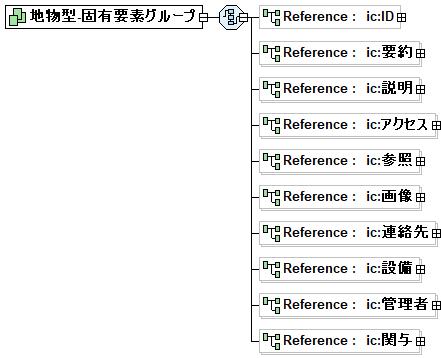 地物型-固有要素グループ
Reference : ic:ID
Reference : ic:要約
Reference : ic:説明
Reference : ic:アクセス
Reference : ic:参照
Reference : ic:画像
Reference : ic:連絡先
Reference : ic:設備
Reference : ic:管理者
Reference : ic:関与